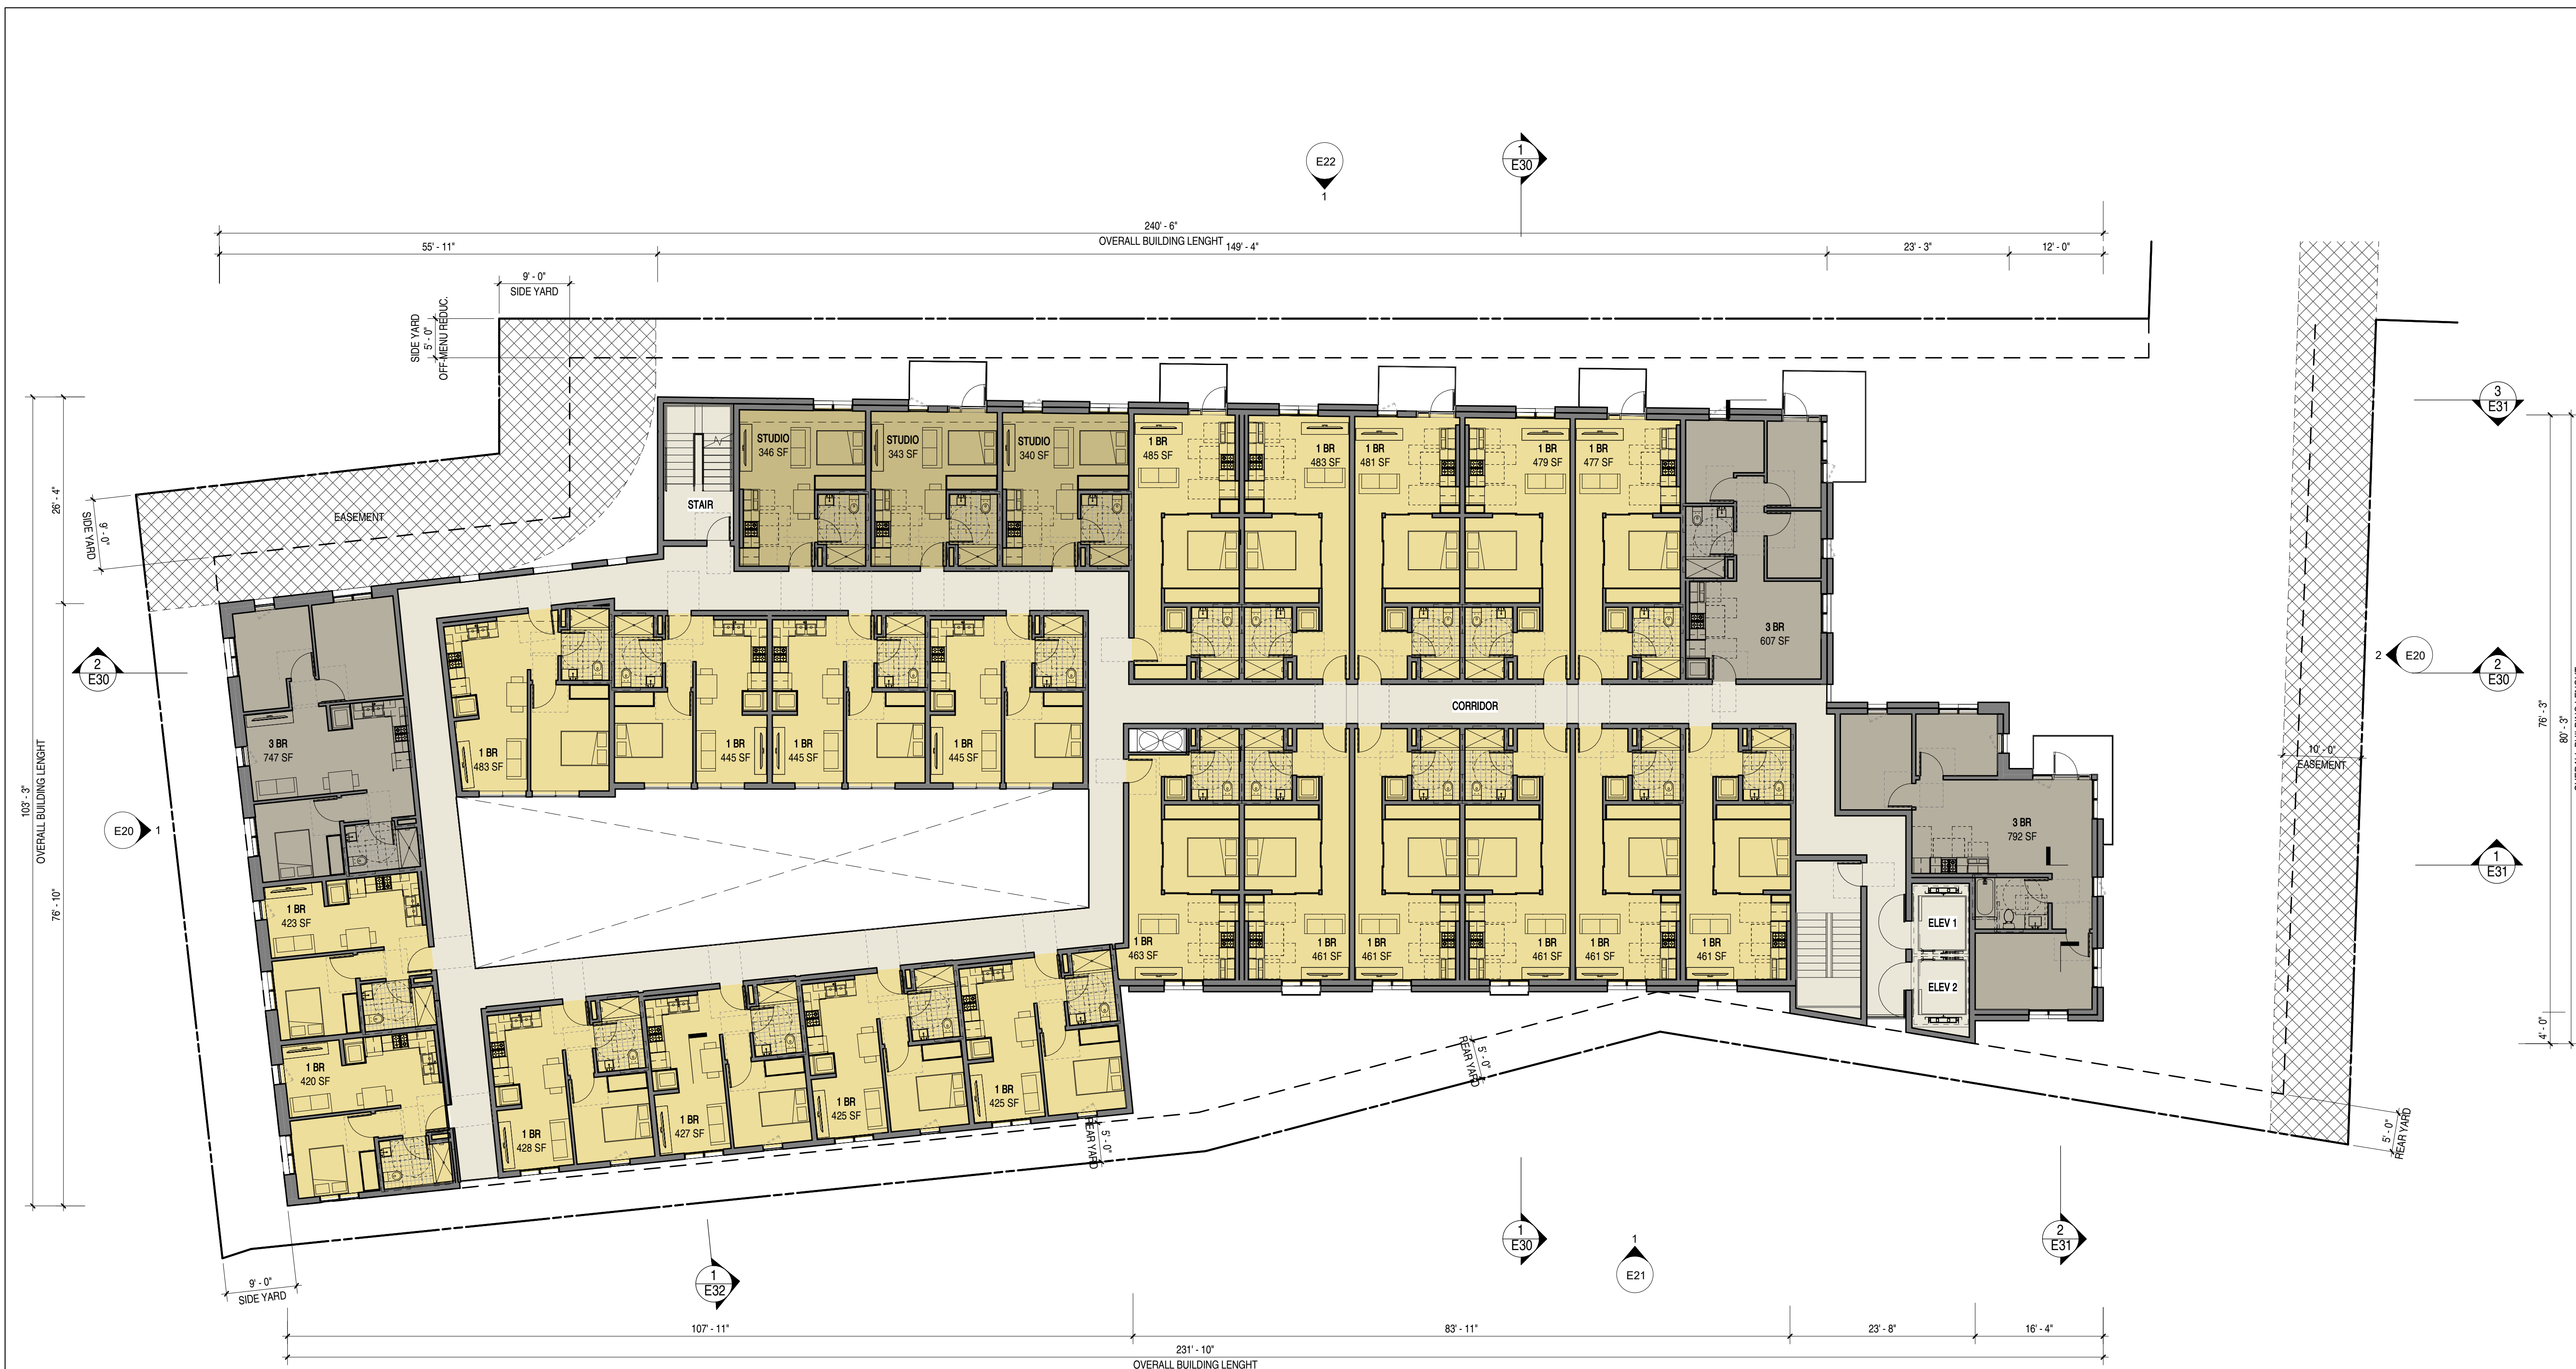 E22
1
1
E30
240' - 6"
OVERALL BUILDING LENGHT
55' - 11"
149' - 4"
23' - 3"
12' - 0"
9' - 0"
SIDE YARD
SIDE YARD
5' - 0"
OFF-MENU REDUC.
3
E31
STUDIO
346 SF
STUDIO
343 SF
STUDIO
340 SF
1 BR
485 SF
1 BR
483 SF
1 BR
481 SF
1 BR
479 SF
1 BR
477 SF
STAIR
26' - 4"
9' - 0"
SIDE YARD
EASEMENT
3 BR
607 SF
2
E30
2
E20
2
E30
CORRIDOR
76' - 3"
80' - 3"
3 BR
747 SF
1 BR
483 SF
1 BR
445 SF
1 BR
445 SF
1 BR
445 SF
10' - 0"
EASEMENT
103' - 3"
OVERALL BUILDING LENGHT
E20
1
3 BR
792 SF
1
E31
76' - 10"
1 BR
423 SF
ELEV 1
1 BR
463 SF
1 BR
461 SF
1 BR
461 SF
1 BR
461 SF
1 BR
461 SF
1 BR
461 SF
ELEV 2
4' - 0"
1 BR
420 SF
5' - 0"
REAR YARD
1 BR
428 SF
1 BR
427 SF
1 BR
425 SF
1 BR
425 SF
5' - 0"
REAR YARD
5' - 0"
REAR YARD
9' - 0"
SIDE YARD
1
E32
1
E30
1
E21
2
E31
107' - 11"
83' - 11"
23' - 8"
16' - 4"
231' - 10"
OVERALL BUILDING LENGHT